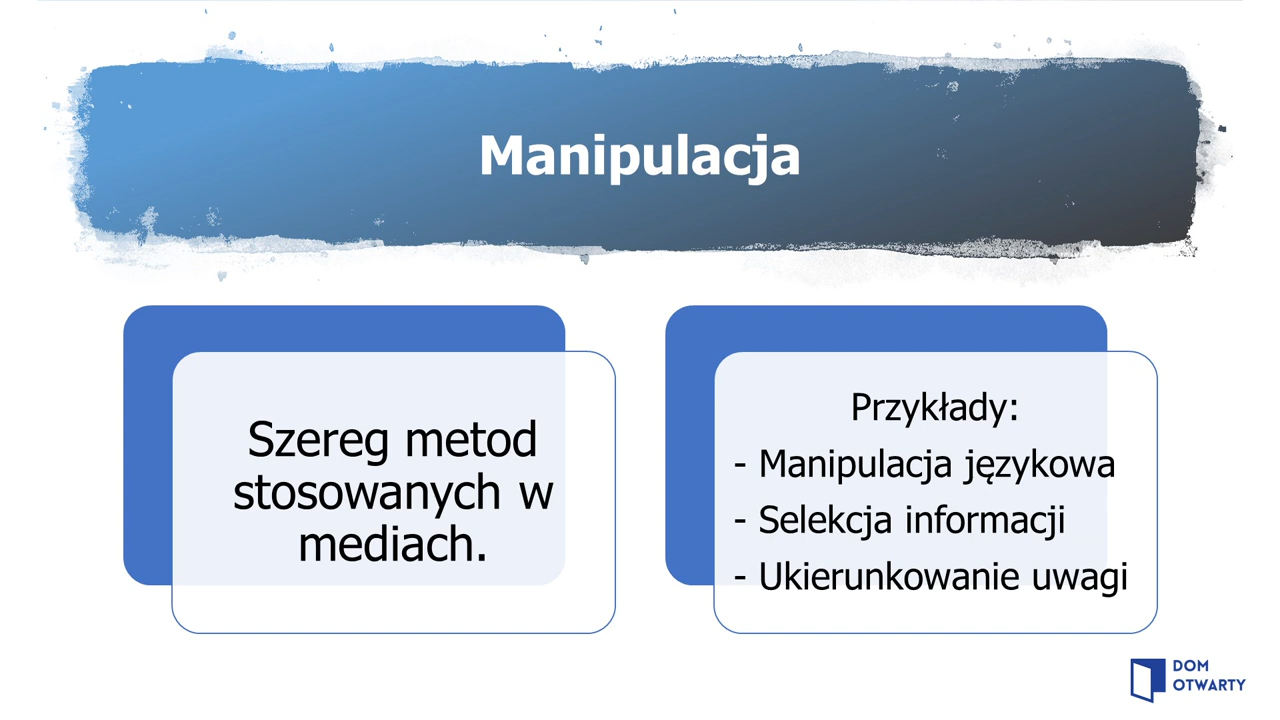 Manipulacja
Szereg metod
stosowanych w
mediach.
Przykłady:
- Manipulacja językowa
- Selekcja informacji
- Ukierunkowanie uwagi
DOM
OTWARTY